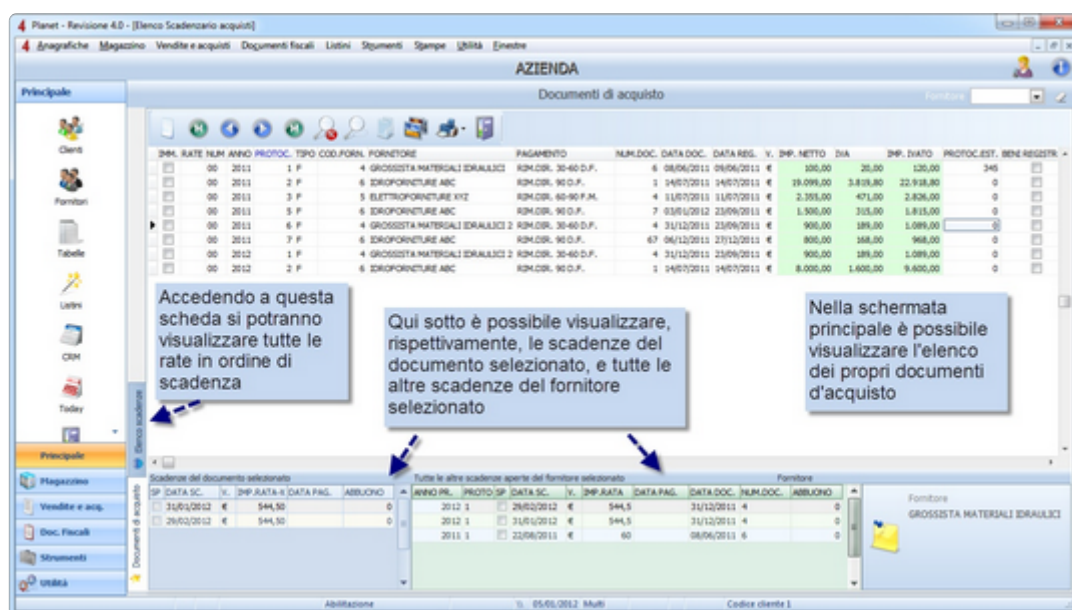 4 Planet - Revisione 4.0 - [Elenco Scadenzario acquisti]
4 Anagrafiche Magazzino Vendite e acquisti Documenti fiscali Listini Strumenti Stampe Utilità Finestre
AZIENDA
Principale
Documenti di acquisto
Fornitore
Clienti
Fornitori
Tabelle
Listini
CRM
Today
IMM. RATE NUM ANNO PROTOC. TIPO COD.FORN. FORNITORE PAGAMENTO NUM.DOC. DATA DOC. DATA REG. V. IMP. NETTO IVA IMP. IVATO PROTOC.EST. BENI REGISTR
00 2011 1 F 4 GROSSISTA MATERIALI IDRAULICI RIM.DIR. 30-60 D.F. 6 08/06/2011 09/06/2011 € 100,00 20,00 120,00 345
00 2011 2 F 6 IDROFORNITURE ABC RIM.DIR. 90 D.F. 1 14/07/2011 14/07/2011 € 19.099,00 3.819,80 22.918,80 0
00 2011 3 F 5 ELETTROFORNITURE XYZ RIM.DIR. 60-90 F.M. 4 11/07/2011 11/07/2011 € 2.355,00 471,00 2.826,00 0
00 2011 5 F 6 IDROFORNITURE ABC RIM.DIR. 90 D.F. 7 03/01/2012 23/09/2011 € 1.500,00 315,00 1.815,00 0
00 2011 6 F 4 GROSSISTA MATERIALI IDRAULICI 2 RIM.DIR. 30-60 D.F. 4 31/12/2011 23/09/2011 € 900,00 189,00 1.089,00 0
00 2011 7 F 6 IDROFORNITURE ABC RIM.DIR. 90 D.F. 67 06/12/2011 27/12/2011 € 800,00 168,00 968,00 0
00 2012 1 F 4 GROSSISTA MATERIALI IDRAULICI 2 RIM.DIR. 30-60 D.F. 4 31/12/2011 23/09/2011 € 900,00 189,00 1.089,00 0
00 2012 2 F 6 IDROFORNITURE ABC RIM.DIR. 90 D.F. 1 14/07/2011 14/07/2011 € 8.000,00 1.600,00 9.600,00 0
Accedendo a questa
scheda si potranno
visualizzare tutte le
rate in ordine di
scadenza
Qui sotto è possibile visualizzare,
rispettivamente, le scadenze del
documento selezionato, e tutte le
altre scadenze del fornitore
selezionato
Nella schermata
principale è possibile
visualizzare l'elenco
dei propri documenti
d'acquisto
Elenco scadenze
Documenti di acquisto
Principale
Magazzino
Vendite e acq.
Doc. Fiscali
Strumenti
Utilità
Scadenze del documento selezionato
SP DATA SC. V. IMP.RATA-N DATA PAG. ABBUONO
31/01/2012 € 544,50 0
29/02/2012 € 544,50 0
Tutte le altre scadenze aperte del fornitore selezionato Fornitore
ANNO PR. PROTO SP DATA SC. V. IMP.RATA DATA PAG. DATA DOC. NUM.DOC. ABBUONO
2012 1 29/02/2012 € 544,5 31/12/2011 4 0
2012 1 31/01/2012 € 544,5 31/12/2011 4 0
2011 1 22/08/2011 € 60 08/06/2011 6 0
Fornitore
GROSSISTA MATERIALI IDRAULICI
Abilitazione 05/01/2012 Multi Codice cliente 1